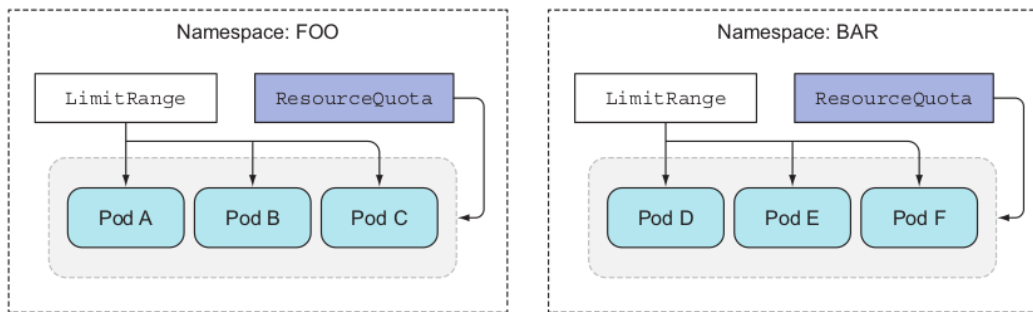 Namespace: FOO
LimitRange
ResourceQuota
Pod A
Pod B
Pod C
Namespace: BAR
LimitRange
ResourceQuota
Pod D
Pod E
Pod F